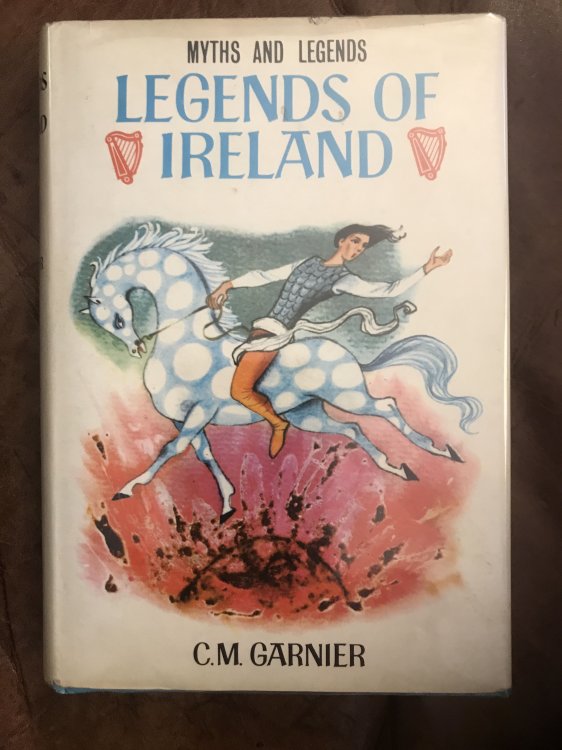 MYTHS AND LEGENDS
LEGENDS OF
IRELAND
C.M. GARNIER